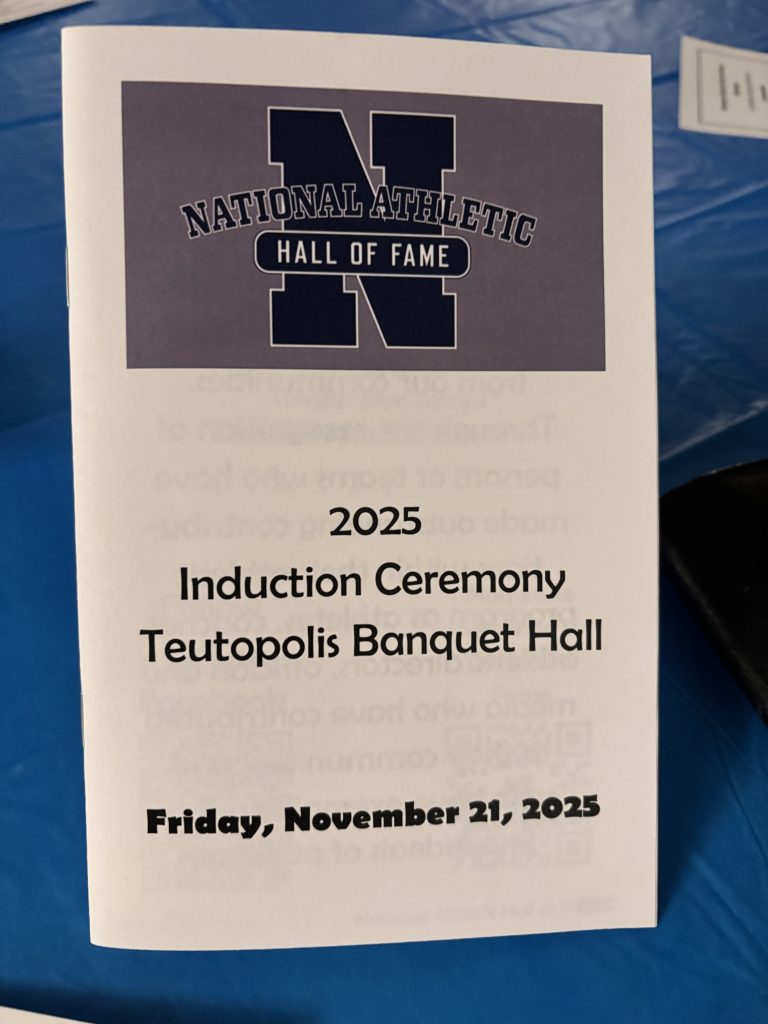 NATIONAL ATHLETIC
HALL OF FAME
2025
Induction Ceremony
Teutopolis Banquet Hall
Friday, November 21, 2025